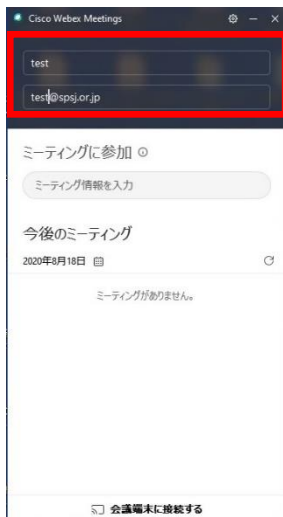 Cisco Webex Meetings
test
test@spsj.or.jp
ミーティングに参加
ミーティング情報を入力
今後のミーティング
2020年8月18日
ミーティングがありません。
会議端末に接続する